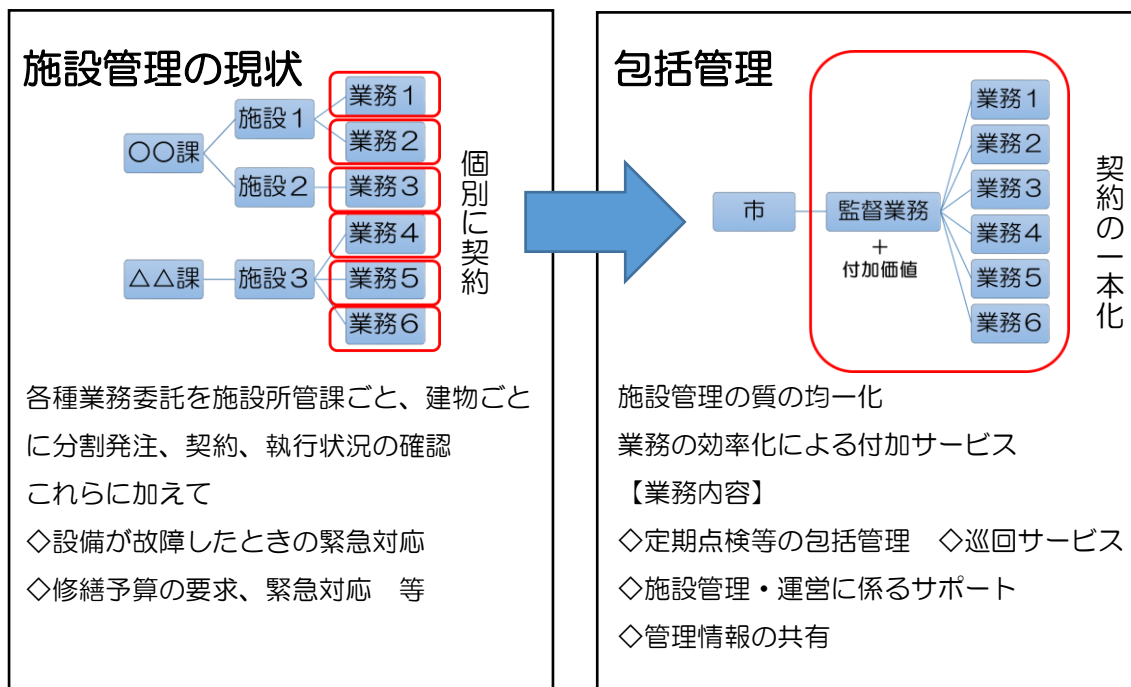 施設管理の現状
〇〇課
施設1
施設2
業務1
業務2
業務3
△△課
施設3
業務4
業務5
業務6
個別に契約
各種業務委託を施設所管課ごと、建物ごと
に分割発注、契約、執行状況の確認
これらに加えて
◇設備が故障したときの緊急対応
◇修繕予算の要求、緊急対応　等
包括管理
市
監督業務
＋
付加価値
業務1
業務2
業務3
業務4
業務5
業務6
契約の一本化
施設管理の質の均一化
業務の効率化による付加サービス
【業務内容】
◇定期点検等の包括管理　◇巡回サービス
◇施設管理・運営に係るサポート
◇管理情報の共有